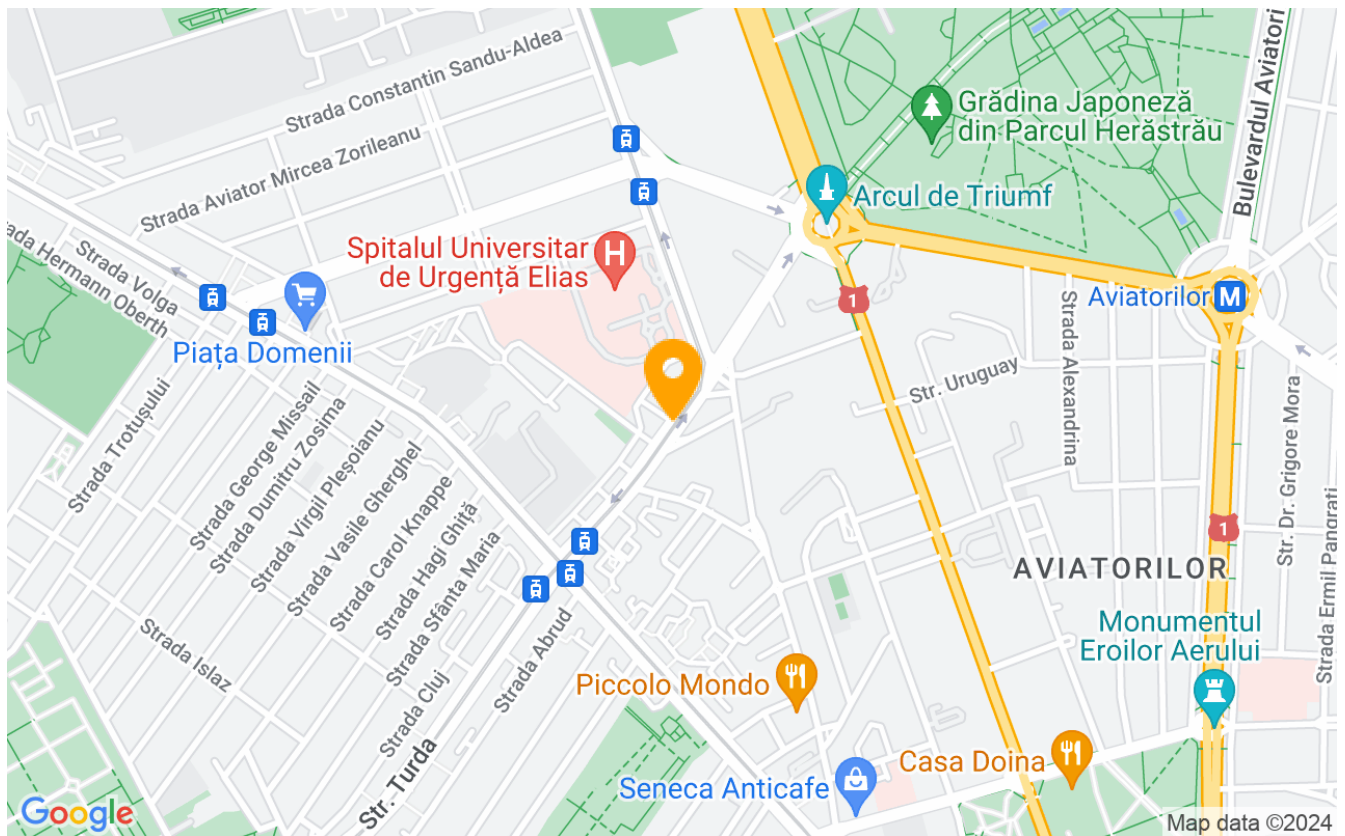 Strada Constantin Sandu-Aldea
Grădina Japoneză
din Parcul Herăstrău
Bulevardul Aviatori
Strada Aviator Mircea Zorileanu
Arcul de Triumf
Spitalul Universitar
de Urgență Elias
H
Strada Volga
rada Hermann Oberth
Piața Domenii
1
Aviatorilor
M
Strada Alexandrina
Str. Uruguay
Str. Dr. Grigore Mora
Strada Ermil Pangrati
Strada Trotușului
Strada George Missail
Strada Dumitru Zosima
Strada Virgil Pleșoianu
Strada Vasile Gherghel
Strada Carol Knappe
Strada Hagi Ghiță
Strada Sfânta Maria
1
AVIATORILOR
Monumentul
Eroilor Aerului
Strada Islaz
Strada Cluj
Strada Abrud
Piccolo Mondo
Str. Turda
Casa Doina
Seneca Anticafe
Google
Map data ©2024